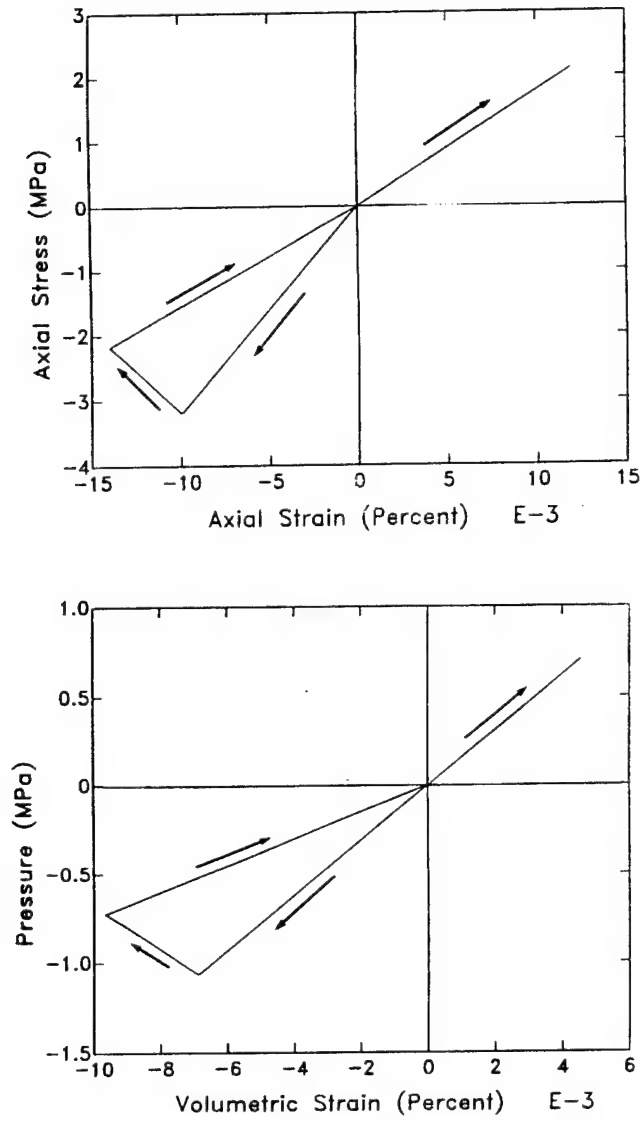 3
2
1
0
−1
−2
−3
−4
Axial Stress (MPa)
−15 −10 −5 0 5 10 15
Axial Strain (Percent) E−3
1.0
0.5
0
−0.5
−1.0
−1.5
Pressure (MPa)
−10 −8 −6 −4 −2 0 2 4 6
Volumetric Strain (Percent) E−3